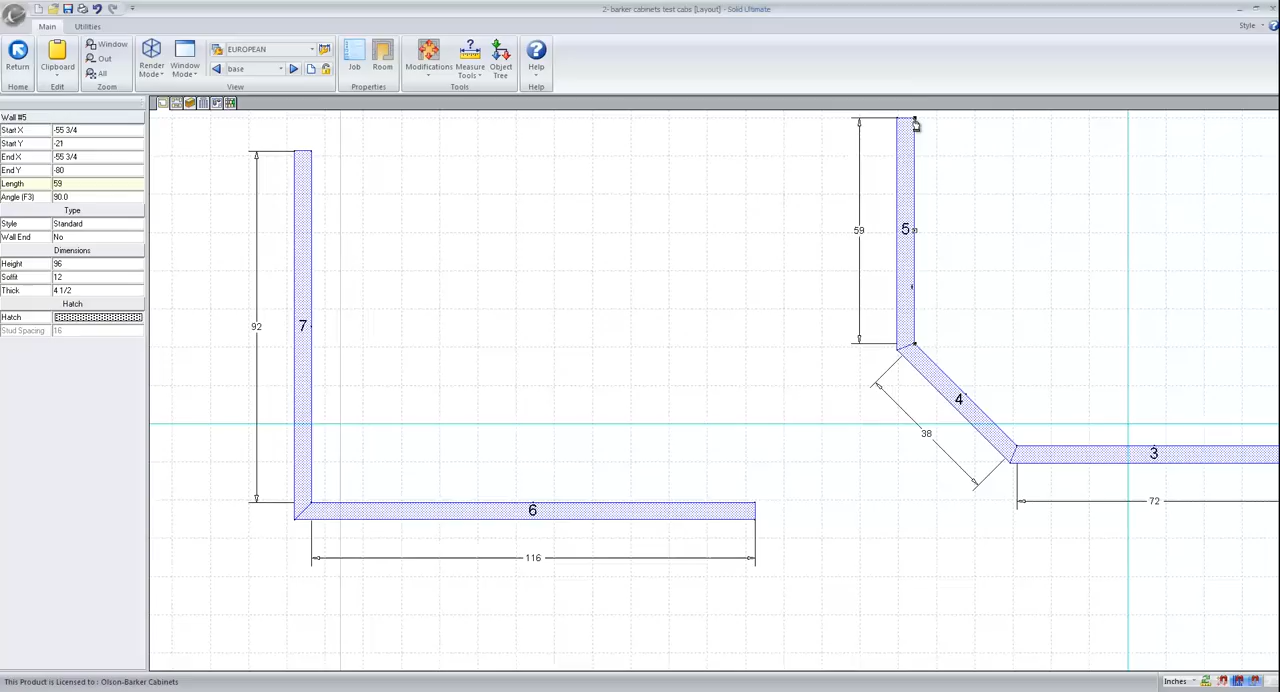 2- barker cabinets test cabs [Layout] - Solid Ultimate
Main Utilities
Style
Return
Home
Clipboard
Edit
Window
Out
All
Zoom
Render Mode
Window Mode
EUROPEAN
base
View
Job
Room
Properties
Modifications
Measure Tools
Object Tree
Tools
Help
Help
Wall #5
Start X -55 3/4
Start Y -21
End X -55 3/4
End Y -80
Length 59
Angle (F3) 90.0
Type
Style Standard
Wall End No
Dimensions
Height 96
Soffit 12
Thick 4 1/2
Hatch
Hatch
Stud Spacing 16
92
7
6
116
59
5
4
38
3
72
This Product is Licensed to : Olson-Barker Cabinets
Inches